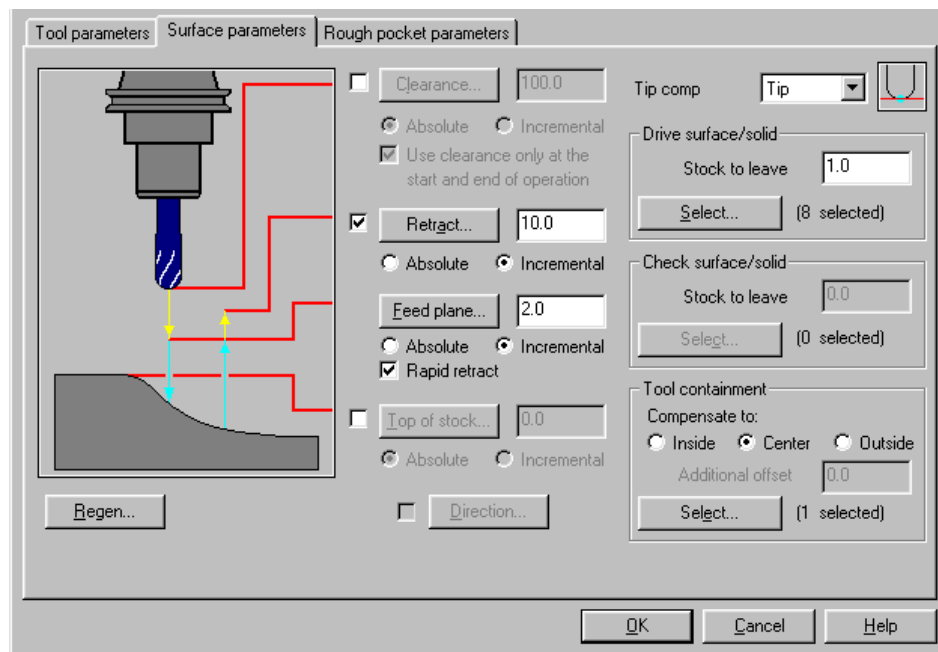 Tool parameters
Surface parameters
Rough pocket parameters
Clearance...
100.0
Absolute
Incremental
Use clearance only at the
start and end of operation
Retract...
10.0
Absolute
Incremental
Feed plane...
2.0
Absolute
Incremental
Rapid retract
Top of stock...
0.0
Absolute
Incremental
Regen...
Direction...
Tip comp
Tip
Drive surface/solid
Stock to leave
1.0
Select...
(8 selected)
Check surface/solid
Stock to leave
0.0
Select...
(0 selected)
Tool containment
Compensate to:
Inside
Center
Outside
Additional offset
0.0
Select...
(1 selected)
OK
Cancel
Help